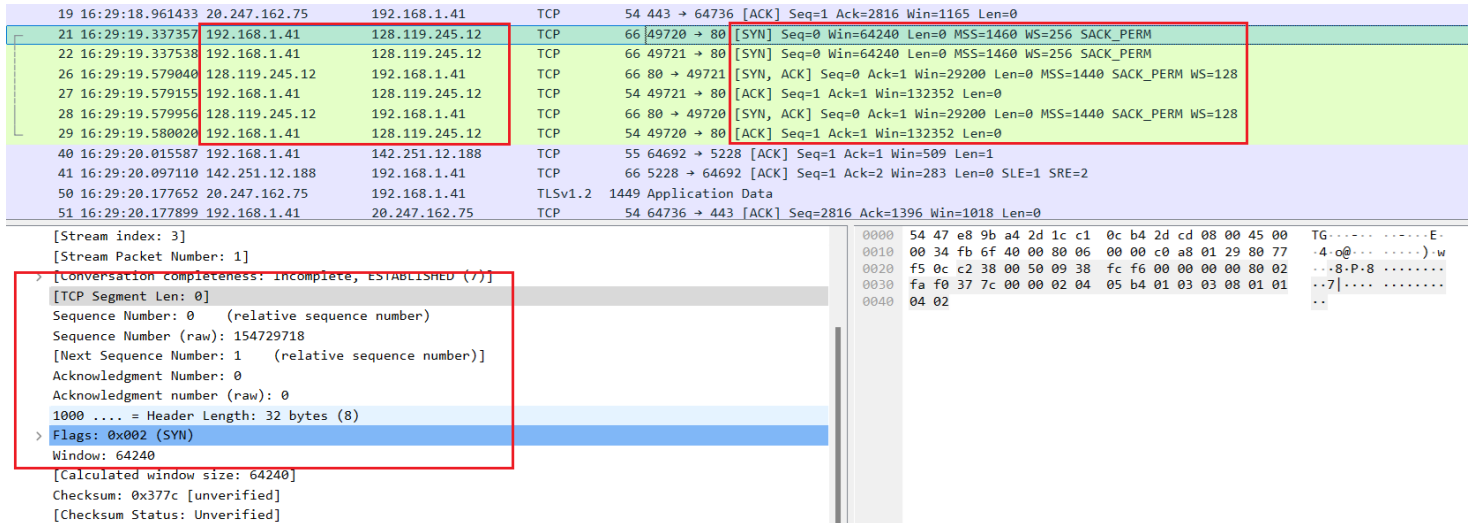 19 16:29:18.961433 20.247.162.75 192.168.1.41 TCP 54 443 → 64736 [ACK] Seq=1 Ack=2816 Win=1165 Len=0
21 16:29:19.337357 192.168.1.41 128.119.245.12 TCP 66 49720 → 80 [SYN] Seq=0 Win=64240 Len=0 MSS=1460 WS=256 SACK_PERM
22 16:29:19.337538 192.168.1.41 128.119.245.12 TCP 66 49721 → 80 [SYN] Seq=0 Win=64240 Len=0 MSS=1460 WS=256 SACK_PERM
26 16:29:19.579040 128.119.245.12 192.168.1.41 TCP 66 80 → 49721 [SYN, ACK] Seq=0 Ack=1 Win=29200 Len=0 MSS=1440 SACK_PERM WS=128
27 16:29:19.579155 192.168.1.41 128.119.245.12 TCP 54 49721 → 80 [ACK] Seq=1 Ack=1 Win=132352 Len=0
28 16:29:19.579956 128.119.245.12 192.168.1.41 TCP 66 80 → 49720 [SYN, ACK] Seq=0 Ack=1 Win=29200 Len=0 MSS=1440 SACK_PERM WS=128
29 16:29:19.580020 192.168.1.41 128.119.245.12 TCP 54 49720 → 80 [ACK] Seq=1 Ack=1 Win=132352 Len=0
40 16:29:20.015587 192.168.1.41 142.251.12.188 TCP 55 64692 → 5228 [ACK] Seq=1 Ack=1 Win=509 Len=1
41 16:29:20.097110 142.251.12.188 192.168.1.41 TCP 66 5228 → 64692 [ACK] Seq=1 Ack=2 Win=283 Len=0 SLE=1 SRE=2
50 16:29:20.177652 20.247.162.75 192.168.1.41 TLSv1.2 1449 Application Data
51 16:29:20.177899 192.168.1.41 20.247.162.75 TCP 54 64736 → 443 [ACK] Seq=2816 Ack=1396 Win=1018 Len=0
[Stream index: 3]
[Stream Packet Number: 1]
[Conversation completeness: Incomplete, ESTABLISHED (7)]
[TCP Segment Len: 0]
Sequence Number: 0 (relative sequence number)
Sequence Number (raw): 154729718
[Next Sequence Number: 1 (relative sequence number)]
Acknowledgment Number: 0
Acknowledgment number (raw): 0
1000 .... = Header Length: 32 bytes (8)
Flags: 0x002 (SYN)
Window: 64240
[Calculated window size: 64240]
Checksum: 0x377c [unverified]
[Checksum Status: Unverified]
0000 54 47 e8 9b a4 2d 1c c1 0c b4 2d cd 08 00 45 00 TG···-·· ··-···E·
0010 00 34 fb 6f 40 00 80 06 00 00 c0 a8 01 29 80 77 ·4·o@··· ·····)·w
0020 f5 0c c2 38 00 50 09 38 fc f6 00 00 00 00 80 02 ···8·P·8 ········
0030 fa f0 37 7c 00 00 02 04 05 b4 01 03 03 08 01 01 ··7|···· ········
0040 04 02 ··